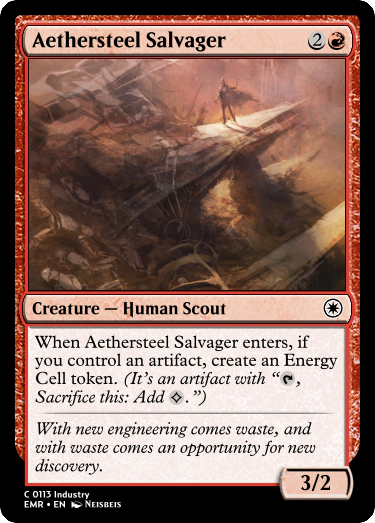 Aethersteel Salvager 2
Creature — Human Scout
When Aethersteel Salvager enters, if
you control an artifact, create an Energy
Cell token. (It's an artifact with “
,
Sacrifice this: Add
.”)
With new engineering comes waste, and
with waste comes an opportunity for new
discovery.
3/2
C 0113 Industry
EMR • EN Neisbeis